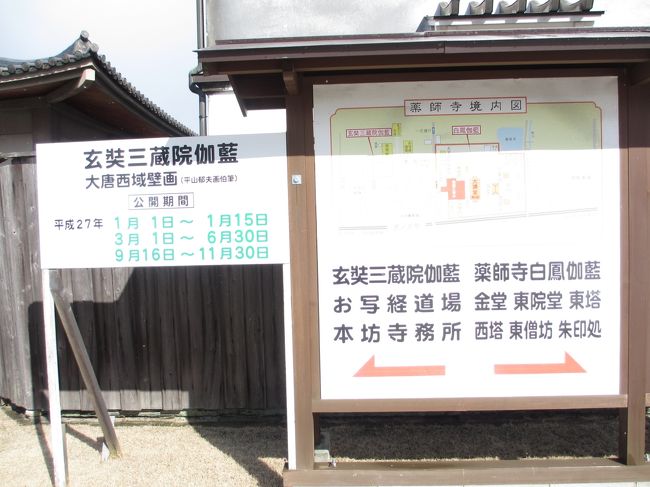 玄奘三蔵院伽藍
大唐西域壁画(平山郁夫画伯筆)
公開期間
平成27年 1月 1日～ 1月15日
3月 1日～ 6月30日
9月16日～11月30日
薬師寺境内図
玄奘三蔵院伽藍
白鳳伽藍
玄奘三蔵院伽藍
お写経道場
本坊寺務所
薬師寺白鳳伽藍
金堂 東院堂 東塔
西塔 東僧坊 朱印処